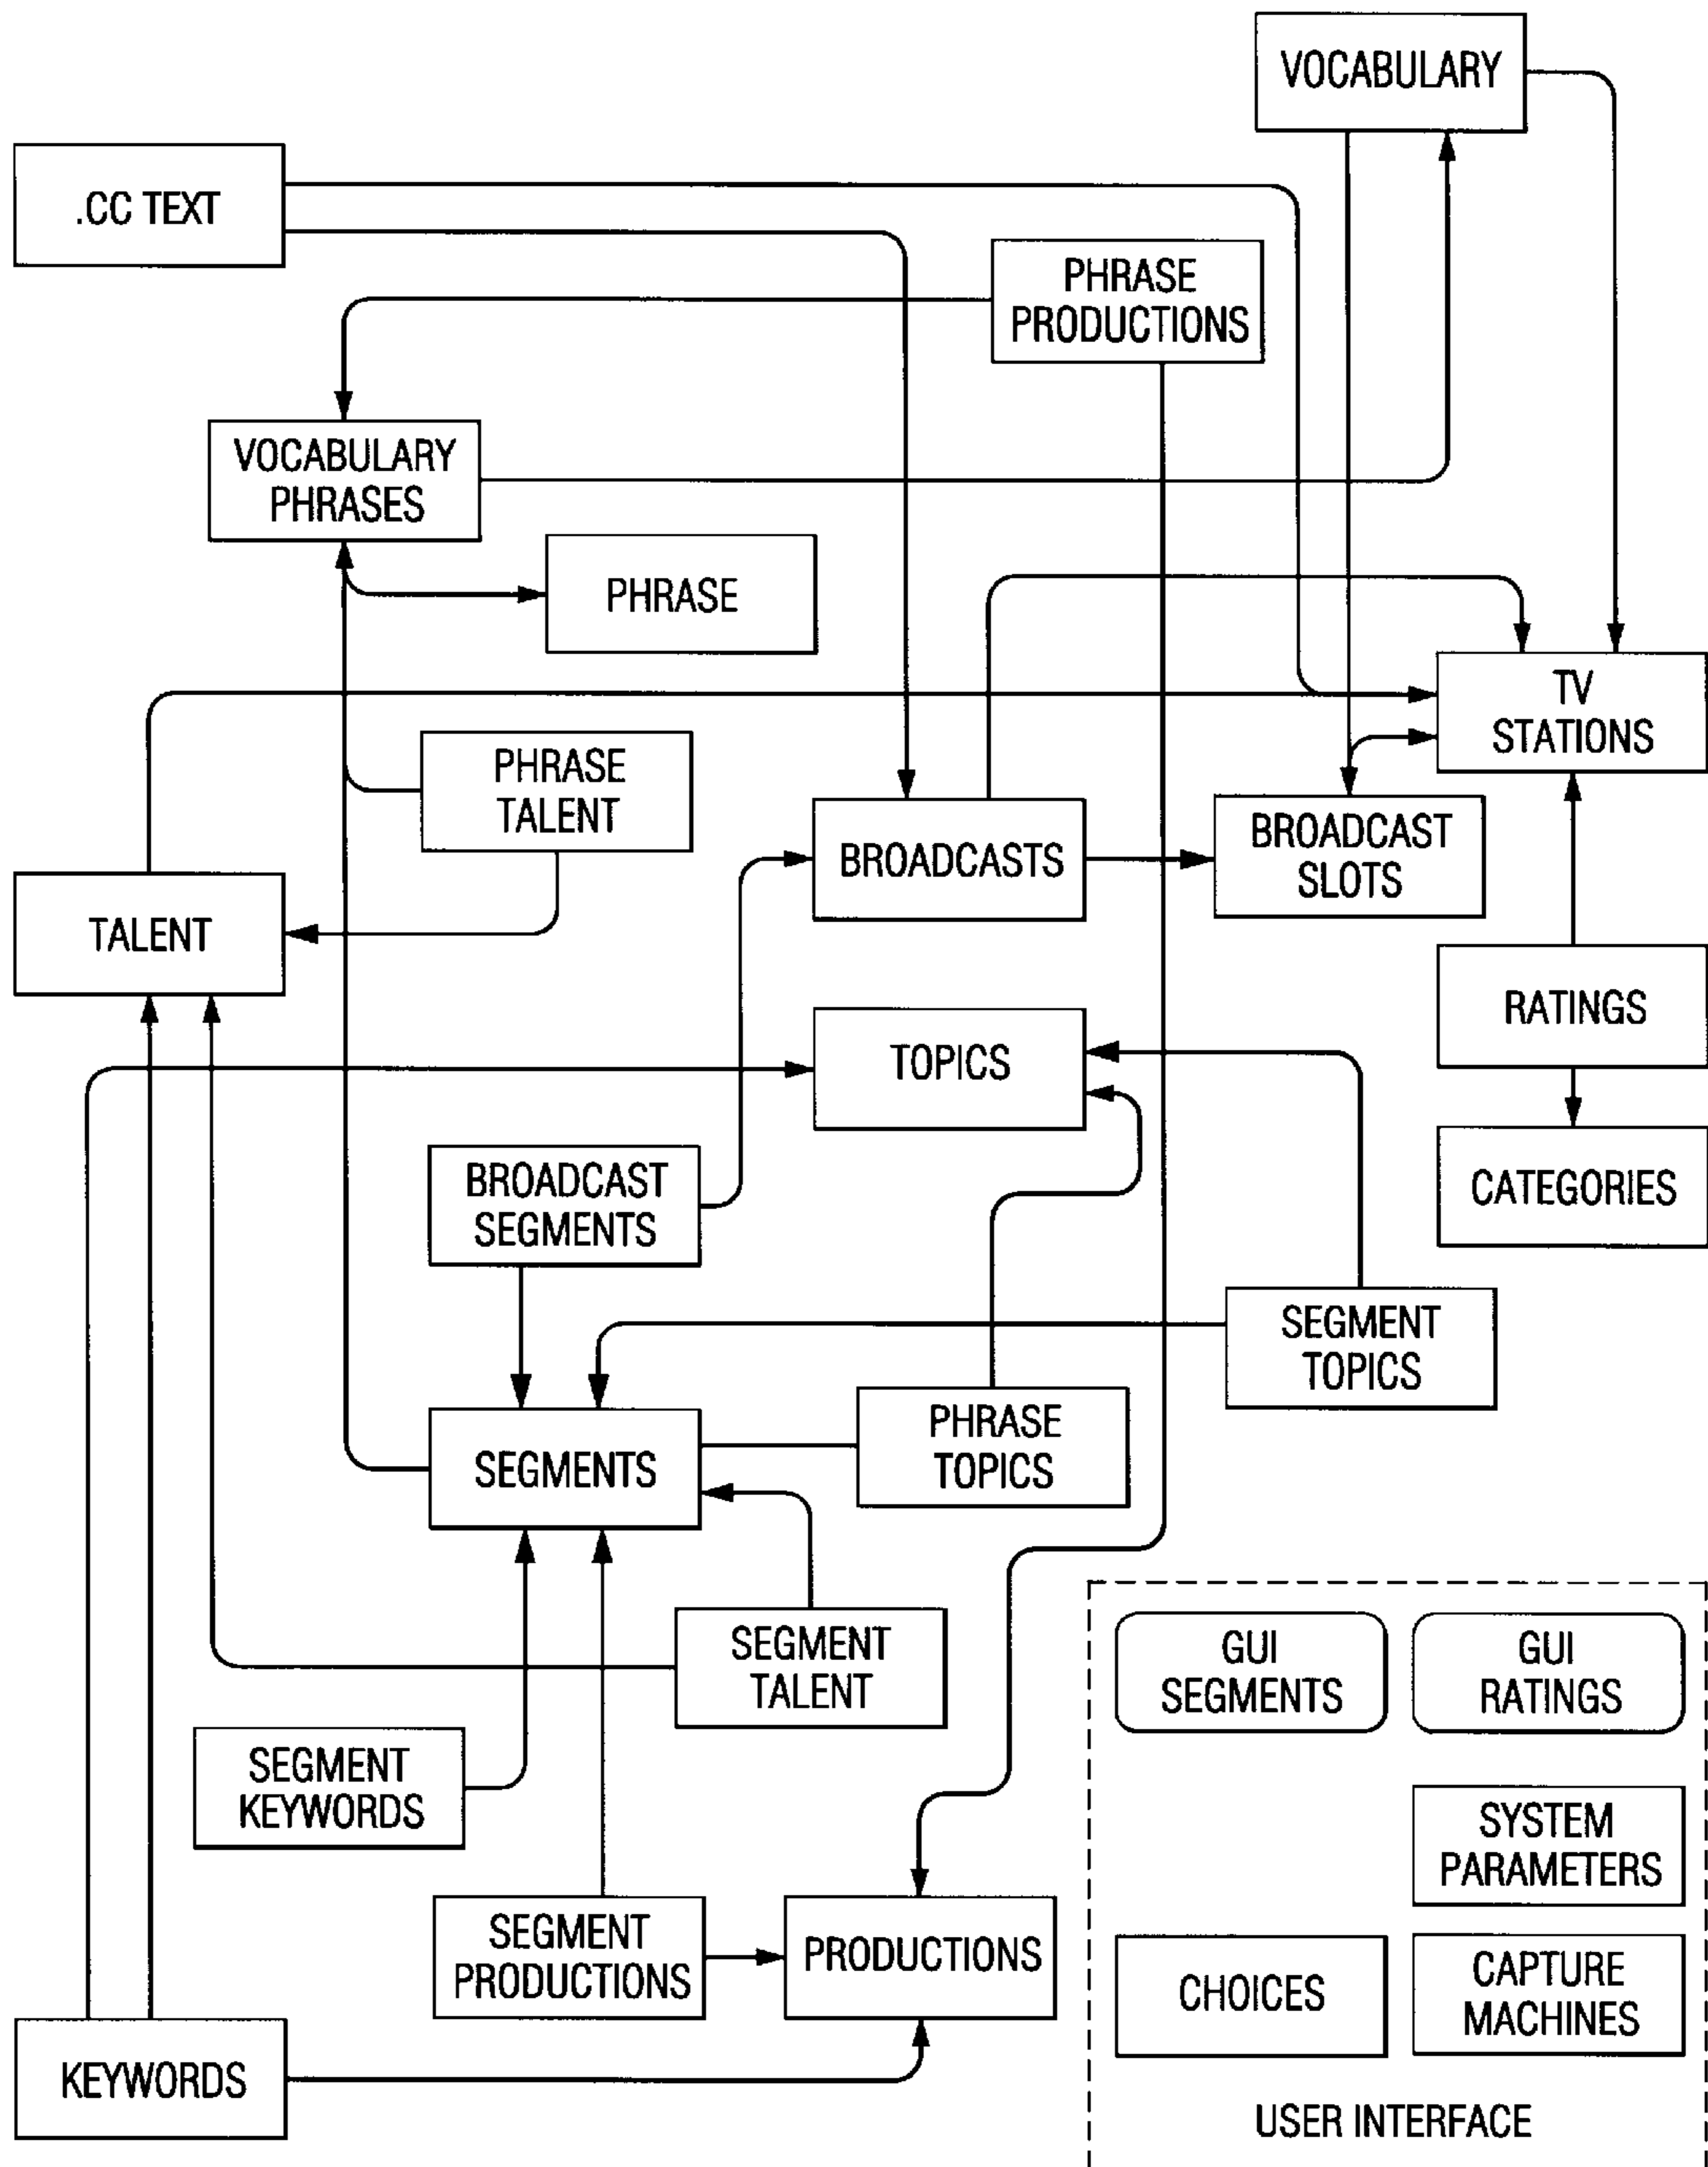 VOCABULARY
.CC TEXT
PHRASE
PRODUCTIONS
VOCABULARY
PHRASES
PHRASE
TV
STATIONS
PHRASE
TALENT
BROADCASTS
BROADCAST
SLOTS
TALENT
RATINGS
TOPICS
CATEGORIES
BROADCAST
SEGMENTS
SEGMENT
TOPICS
PHRASE
TOPICS
SEGMENTS
SEGMENT
TALENT
GUI
SEGMENTS
GUI
RATINGS
SEGMENT
KEYWORDS
SYSTEM
PARAMETERS
SEGMENT
PRODUCTIONS
PRODUCTIONS
CHOICES
CAPTURE
MACHINES
KEYWORDS
USER INTERFACE